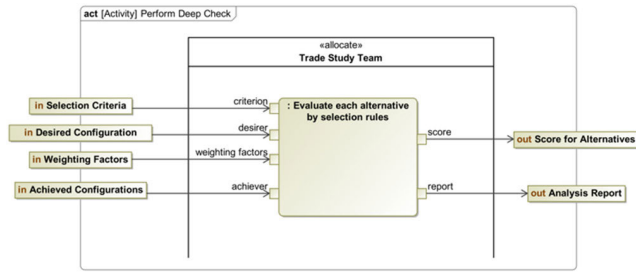 act [Activity] Perform Deep Check
«allocate»
Trade Study Team
in Selection Criteria
criterion
: Evaluate each alternative
by selection rules
in Desired Configuration
desirer
score
out Score for Alternatives
in Weighting Factors
weighting factors
in Achieved Configurations
achiever
report
out Analysis Report